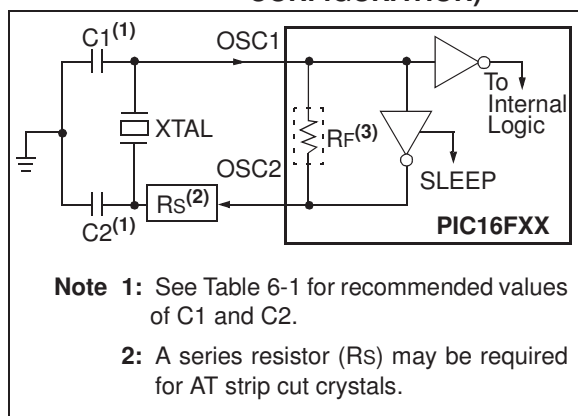 CONFIGURATION)
C1(1)
OSC1
To
Internal
Logic
XTAL
RF(3)
OSC2
SLEEP
RS(2)
C2(1)
PIC16FXX
Note 1: See Table 6-1 for recommended values
of C1 and C2.
2: A series resistor (RS) may be required
for AT strip cut crystals.